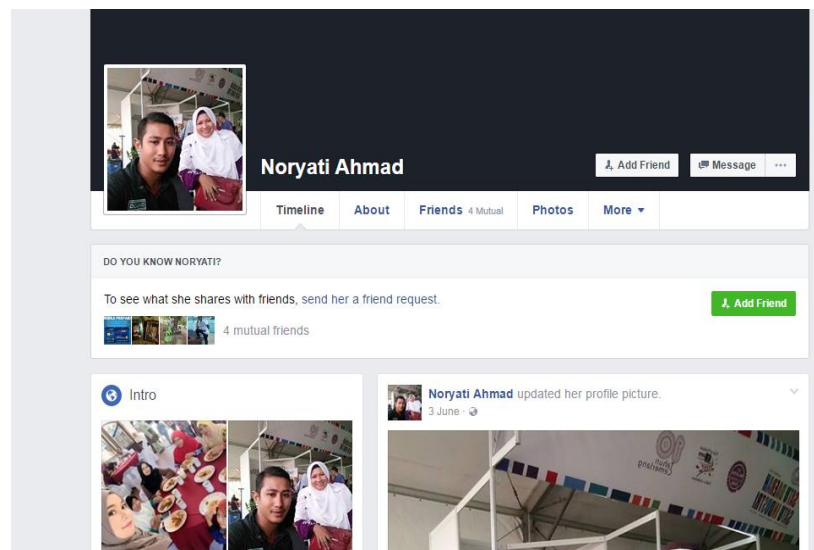 Noryati Ahmad
Add Friend
Message
Timeline
About
Friends 4 Mutual
Photos
More
DO YOU KNOW NORYATI?
To see what she shares with friends, send her a friend request.
Add Friend
4 mutual friends
Intro
Noryati Ahmad updated her profile picture.
3 June